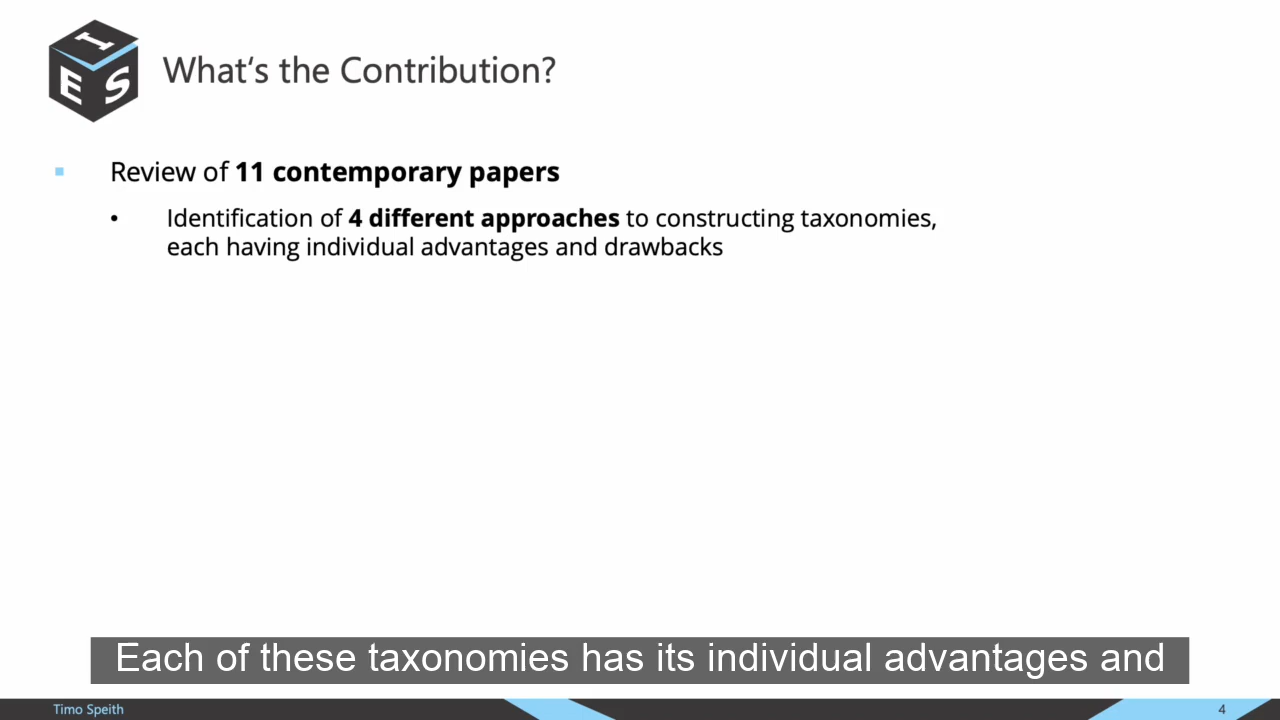 I
E S
What‘s the Contribution?
Review of 11 contemporary papers
Identification of 4 different approaches to constructing taxonomies,
each having individual advantages and drawbacks
Each of these taxonomies has its individual advantages and
Timo Speith
4